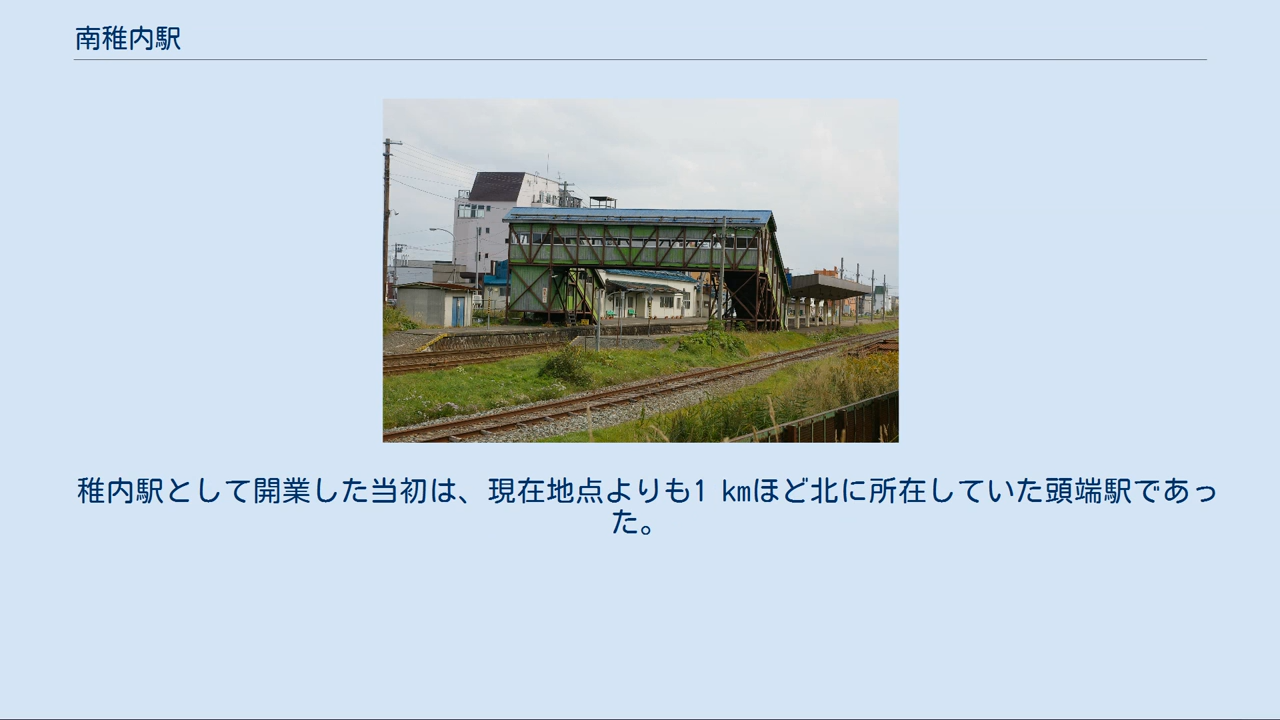 南稚内駅
稚内駅として開業した当初は、現在地点よりも1 kmほど北に所在していた頭端駅であっ
た。